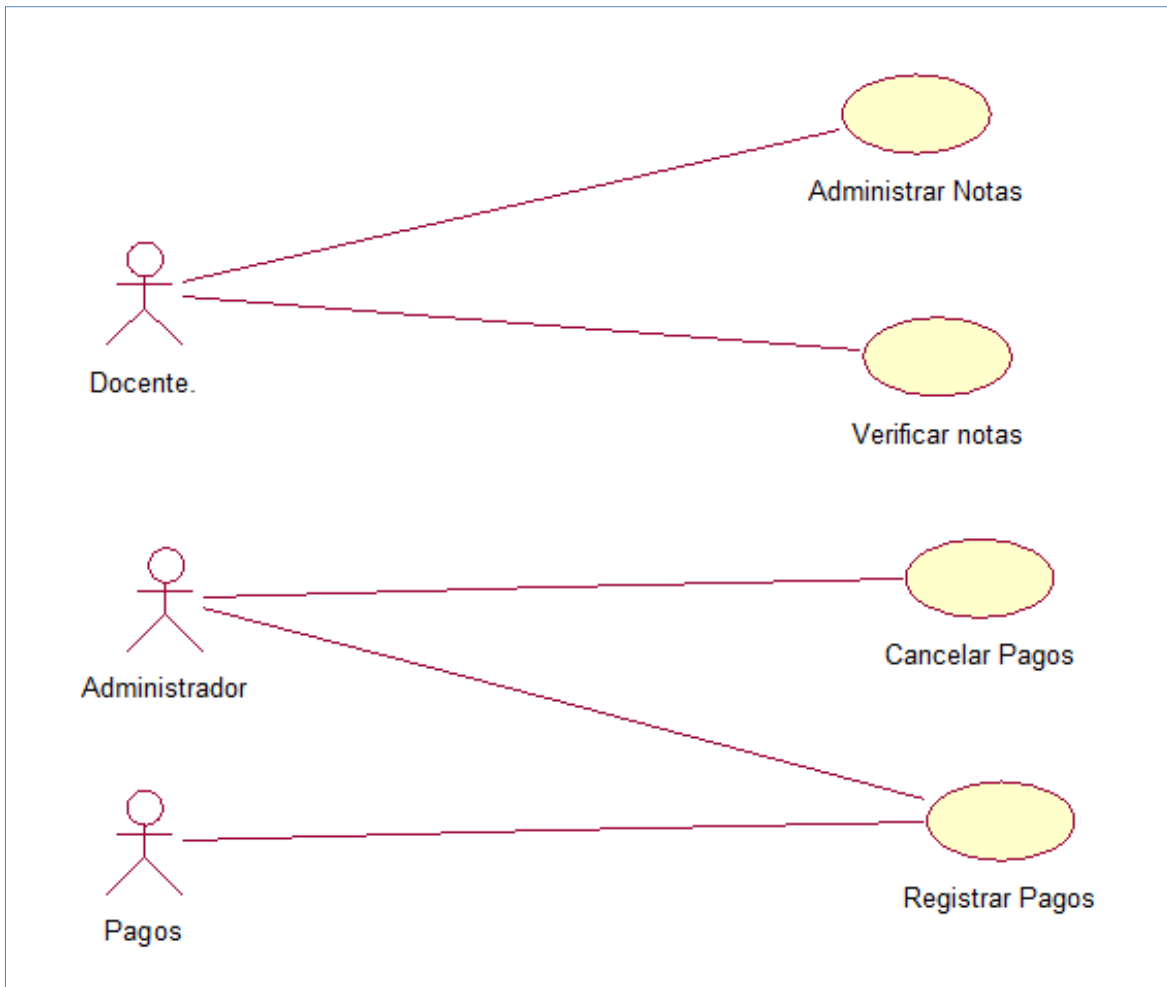 Administrar Notas
Docente.
Verificar notas
Cancelar Pagos
Administrador
Registrar Pagos
Pagos